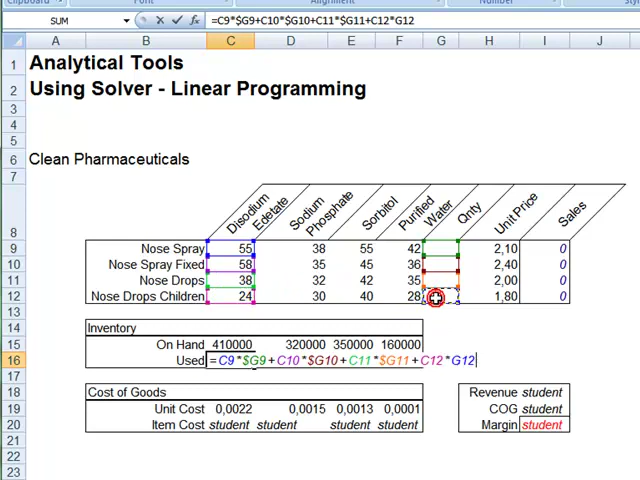 Clipboard Font Alignment Number
SUM =C9*$G9+C10*$G10+C11*$G11+C12*G12
A B C D E F G H I J
1 Analytical Tools
2 Using Solver - Linear Programming
3
4
5
6 Clean Pharmaceuticals
7
8 Disodium Edetate Sodium Phosphate Sorbitol Purified Water Qnty Unit Price Sales
9 Nose Spray 55 38 55 42 2,10 0
10 Nose Spray Fixed 58 35 45 36 2,40 0
11 Nose Drops 38 32 42 35 2,00 0
12 Nose Drops Children 24 30 40 28 1,80 0
13
14 Inventory
15 On Hand 410000 320000 350000 160000
16 Used =C9*$G9+C10*$G10+C11*$G11+C12*G12
17
18 Cost of Goods Revenue student
19 Unit Cost 0,0022 0,0015 0,0013 0,0001 COG student
20 Item Cost student student student student Margin student
21
22
23